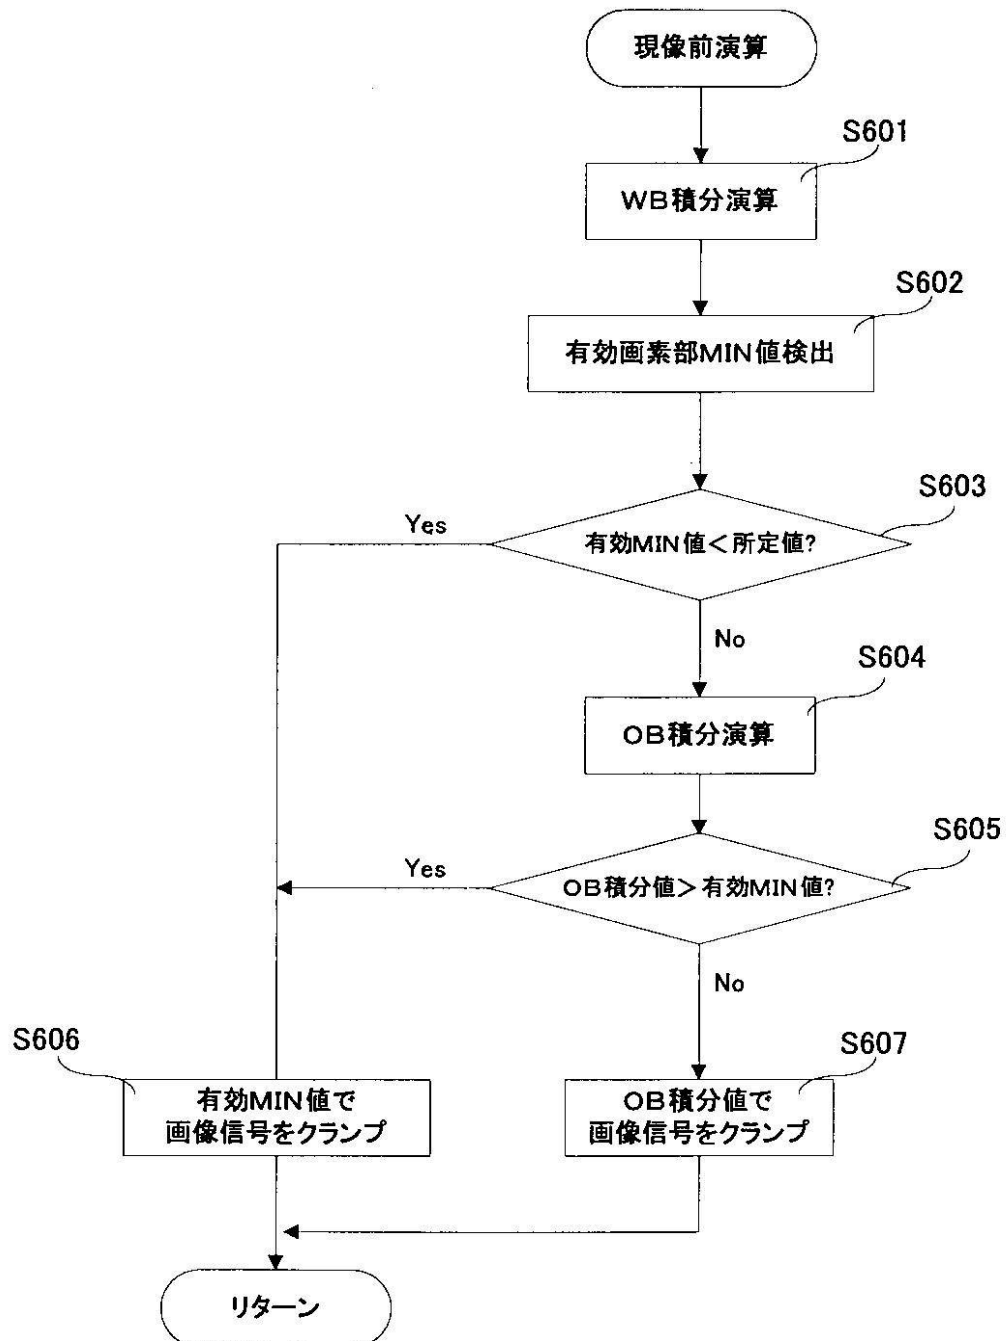 現像前演算
S601
WB積分演算
S602
有効画素部MIN値検出
S603
Yes
有効MIN値<所定値?
No
S604
OB積分演算
S605
Yes
OB積分値>有効MIN値?
No
S606
S607
有効MIN値で
画像信号をクランプ
OB積分値で
画像信号をクランプ
リターン